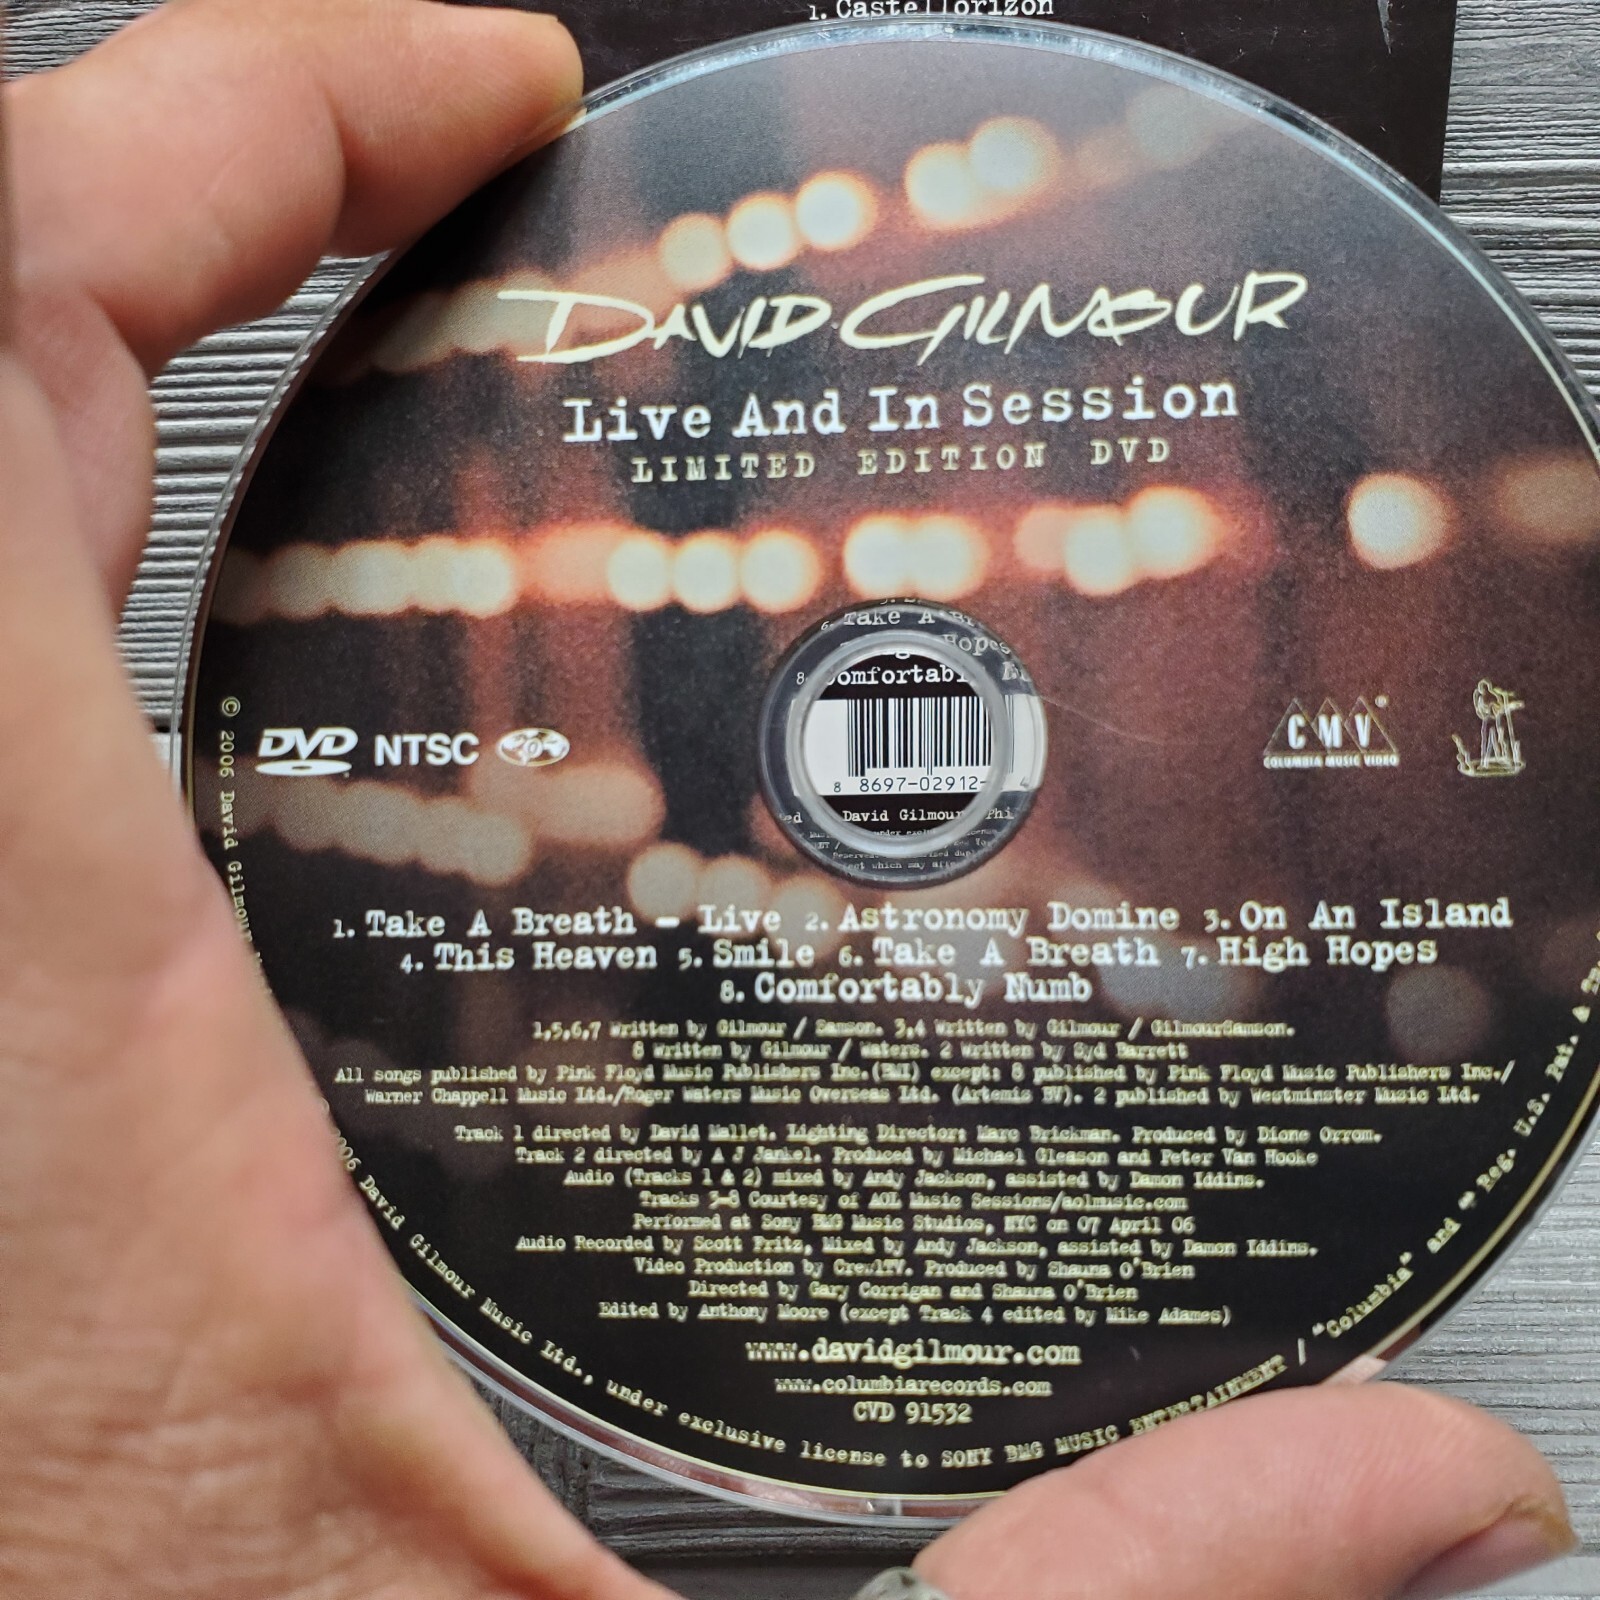 1. Castellorizon
DAVID GILMOUR
Live And In Session
LIMITED EDITION DVD
6. Take A Br
Hopes
8. Comfortabl
DVD NTSC
CMV®
COLUMBIA MUSIC VIDEO
8 8697-02912- 4
David Gilmour
1. Take A Breath - Live 2. Astronomy Domine 3. On An Island
4. This Heaven 5. Smile 6. Take A Breath 7. High Hopes
8. Comfortably Numb
1,5,6,7 Written by Gilmour / Samson. 3,4 Written by Gilmour / GilmourSamson.
8 Written by Gilmour / Waters. 2 Written by Syd Barrett
All songs published by Pink Floyd Music Publishers Inc.(BMI) except: 8 published by Pink Floyd Music Publishers Inc./
Warner Chappell Music Ltd./Roger Waters Music Overseas Ltd. (Artemis BV). 2 published by Westminster Music Ltd.
Track 1 directed by David Mallet. Lighting Director: Marc Brickman. Produced by Dione Orrom.
Track 2 directed by A J Jankel. Produced by Michael Gleason and Peter Van Hooke
Audio (Tracks 1 & 2) mixed by Andy Jackson, assisted by Damon Iddins.
Tracks 3-8 Courtesy of AOL Music Sessions/aolmusic.com
Performed at Sony BMG Music Studios, NYC on 07 April 06
Audio Recorded by Scott Fritz, Mixed by Andy Jackson, assisted by Damon Iddins.
Video Production by Crew1TV. Produced by Shauna O'Brien
Directed by Gary Corrigan and Shauna O'Brien
Edited by Anthony Moore (except Track 4 edited by Mike Adames)
www.davidgilmour.com
www.columbiarecords.com
CVD 91532
© 2006 David Gilmour
2006 David Gilmour Music Ltd., under exclusive license to SONY BMG MUSIC ENTERTAINMENT / "Columbia" and Reg. U.S. Pat. &